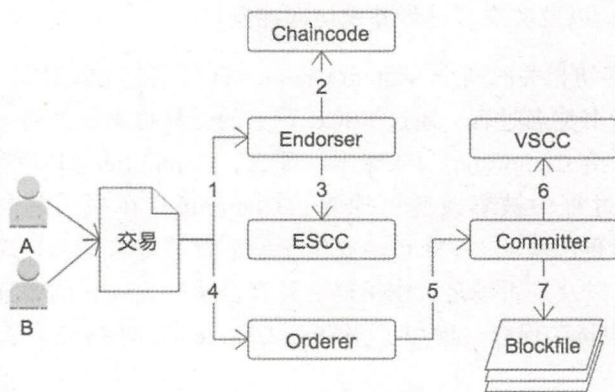 Chaincode
2
Endorser
VSCC
1
3
6
A
交易
ESCC
Committer
B
4
5
7
Orderer
Blockfile